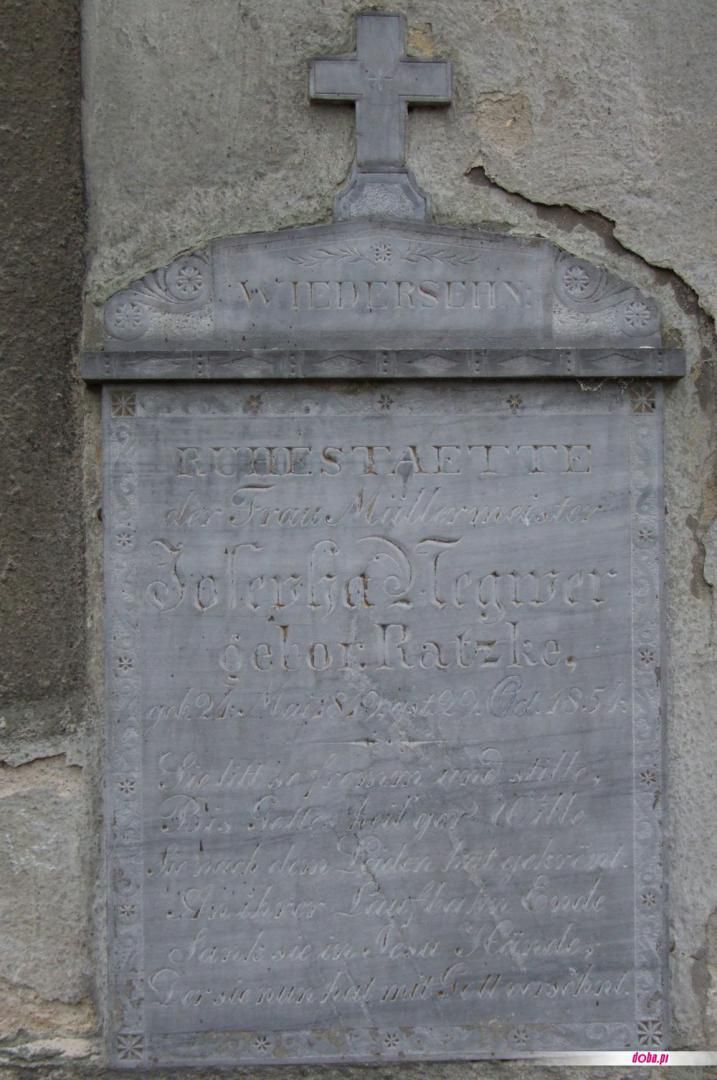 WIEDERSEHN
RUHESTAETTE
der Frau Müllermeister
Josepha Negwer
gebor. Ratzke,
geb. 21. Mai 1819. gest. 29. Oct. 1854.
Sie litt so fromm und stille,
Bis Gottes heil'ger Wille
Sie nach dem Leiden hat gekrönt.
An ihrer Laufbahn Ende
Sank sie in Jesu Hände,
Der sie nun hat mit Gott versöhnt.
doba.pl